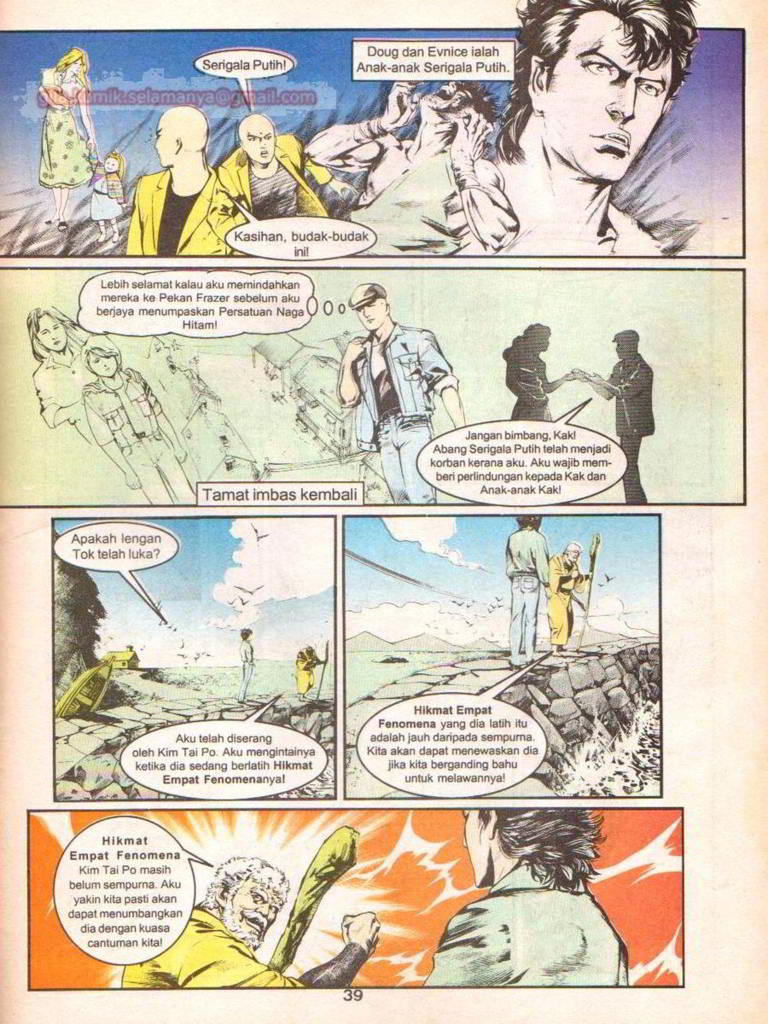 Serigala Putih!
Doug dan Evnice ialah
Anak-anak Serigala Putih.
Kasihan, budak-budak
ini!
Lebih selamat kalau aku memindahkan
mereka ke Pekan Frazer sebelum aku
berjaya menumpaskan Persatuan Naga
Hitam!
Jangan bimbang, Kak!
Abang Serigala Putih telah menjadi
korban kerana aku. Aku wajib mem-
beri perlindungan kepada Kak dan
Anak-anak Kak!
Tamat imbas kembali
Apakah lengan
Tok telah luka?
Aku telah diserang
oleh Kim Tai Po. Aku mengintainya
ketika dia sedang berlatih Hikmat
Empat Fenomenanya!
Hikmat Empat
Fenomena yang dia latih itu
adalah jauh daripada sempurna.
Kita akan dapat menewaskan dia
jika kita berganding bahu
untuk melawannya!
Hikmat
Empat Fenomena
Kim Tai Po masih
belum sempurna. Aku
yakin kita pasti akan
dapat menumbangkan
dia dengan kuasa
cantuman kita!
39